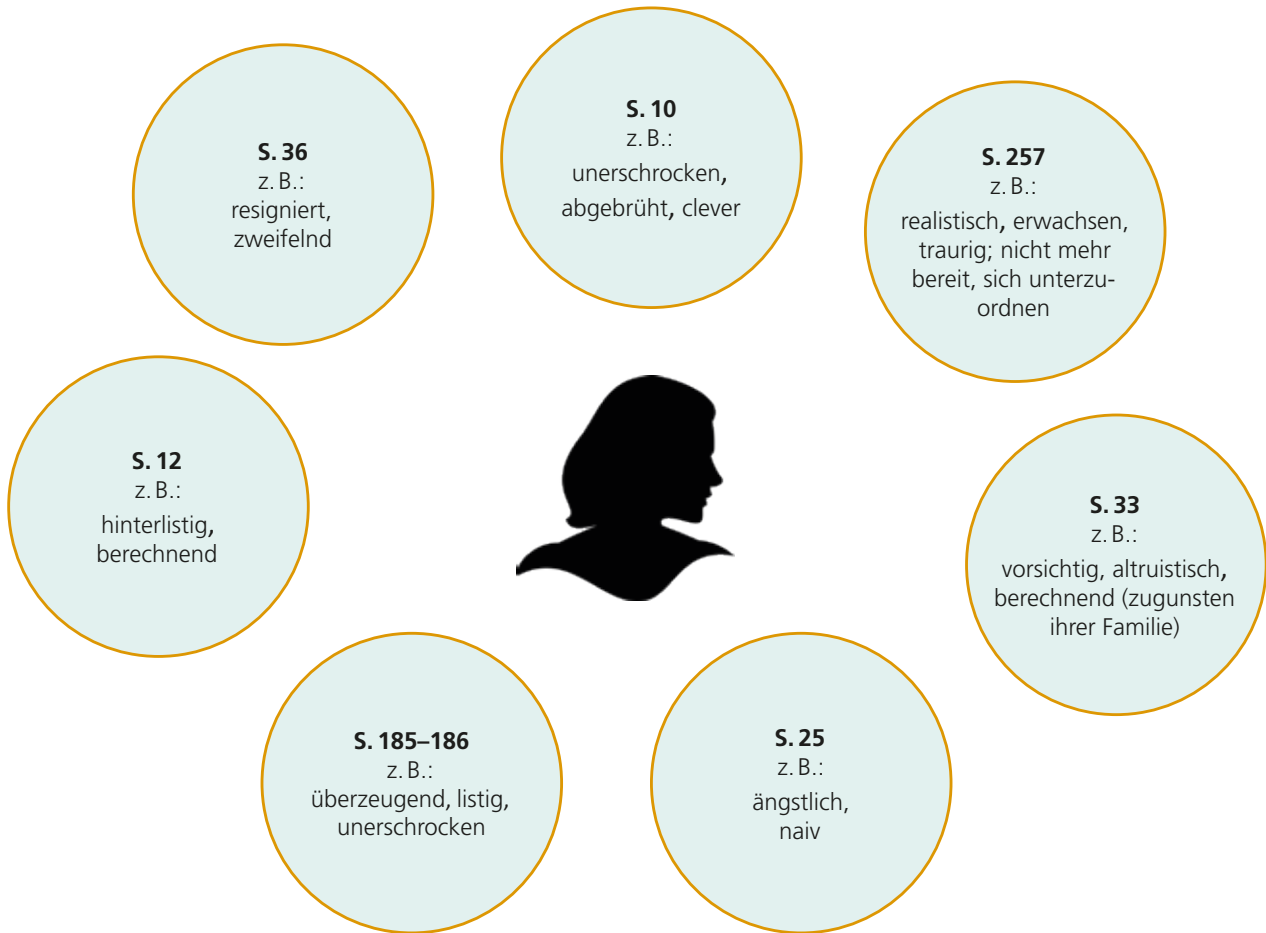 S. 10
z. B.:
unerschrocken,
abgebrüht, clever
S. 36
z. B.:
resigniert,
zweifelnd
S. 257
z. B.:
realistisch, erwachsen,
traurig; nicht mehr
bereit, sich unterzu-
ordnen
S. 12
z. B.:
hinterlistig,
berechnend
S. 33
z. B.:
vorsichtig, altruistisch,
berechnend (zugunsten
ihrer Familie)
S. 185–186
z. B.:
überzeugend, listig,
unerschrocken
S. 25
z. B.:
ängstlich,
naiv